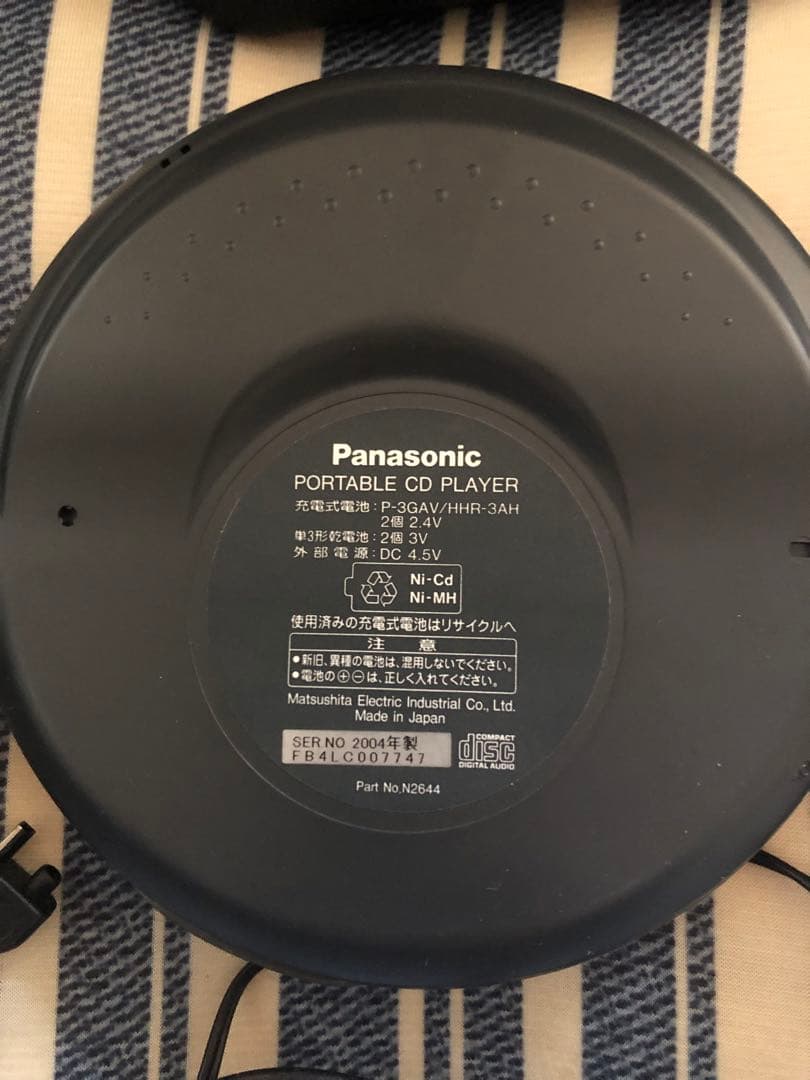 Panasonic
PORTABLE CD PLAYER
充電式電池：P-3GAV/HHR-3AH
2個 2.4V
単3形乾電池：2個 3V
外部電源：DC 4.5V
Ni-Cd
Ni-MH
使用済みの充電式電池はリサイクルへ
注意
●新旧、異種の電池は、混用しないでください。
●電池の⊕⊖は、正しく入れてください。
Matsushita Electric Industrial Co., Ltd.
Made in Japan
SER.NO 2004年製
FB4LC007747
COMPACT
disc
DIGITAL AUDIO
Part No.N2644